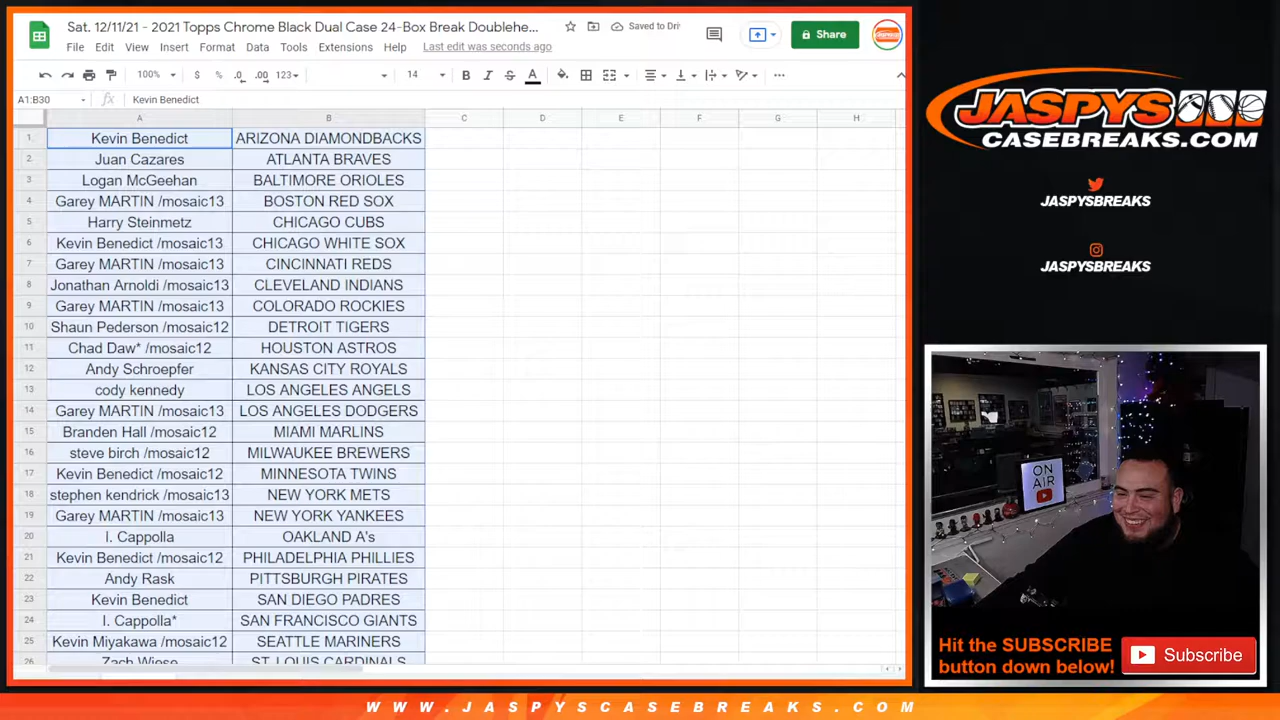 Sat. 12/11/21 - 2021 Topps Chrome Black Dual Case 24-Box Break Doublehe...
Saved to Dri
Share
File Edit View Insert Format Data Tools Extensions Help Last edit was seconds ago
100% $ % .0 .00 123 14 B I S A
A1:B30 fx Kevin Benedict
A B C D E F G H
1 Kevin Benedict ARIZONA DIAMONDBACKS
2 Juan Cazares ATLANTA BRAVES
3 Logan McGeehan BALTIMORE ORIOLES
4 Garey MARTIN /mosaic13 BOSTON RED SOX
5 Harry Steinmetz CHICAGO CUBS
6 Kevin Benedict /mosaic13 CHICAGO WHITE SOX
7 Garey MARTIN /mosaic13 CINCINNATI REDS
8 Jonathan Arnoldi /mosaic13 CLEVELAND INDIANS
9 Garey MARTIN /mosaic13 COLORADO ROCKIES
10 Shaun Pederson /mosaic12 DETROIT TIGERS
11 Chad Daw* /mosaic12 HOUSTON ASTROS
12 Andy Schroepfer KANSAS CITY ROYALS
13 cody kennedy LOS ANGELES ANGELS
14 Garey MARTIN /mosaic13 LOS ANGELES DODGERS
15 Branden Hall /mosaic12 MIAMI MARLINS
16 steve birch /mosaic12 MILWAUKEE BREWERS
17 Kevin Benedict /mosaic12 MINNESOTA TWINS
18 stephen kendrick /mosaic13 NEW YORK METS
19 Garey MARTIN /mosaic13 NEW YORK YANKEES
20 I. Cappolla OAKLAND A's
21 Kevin Benedict /mosaic12 PHILADELPHIA PHILLIES
22 Andy Rask PITTSBURGH PIRATES
23 Kevin Benedict SAN DIEGO PADRES
24 I. Cappolla* SAN FRANCISCO GIANTS
25 Kevin Miyakawa /mosaic12 SEATTLE MARINERS
26 Zach Wiese ST. LOUIS CARDINALS
JASPYS
CASEBREAKS.COM
JASPYSBREAKS
JASPYSBREAKS
ON
AIR
Hit the SUBSCRIBE
button down below!
Subscribe
WWW.JASPYSCASEBREAKS.COM